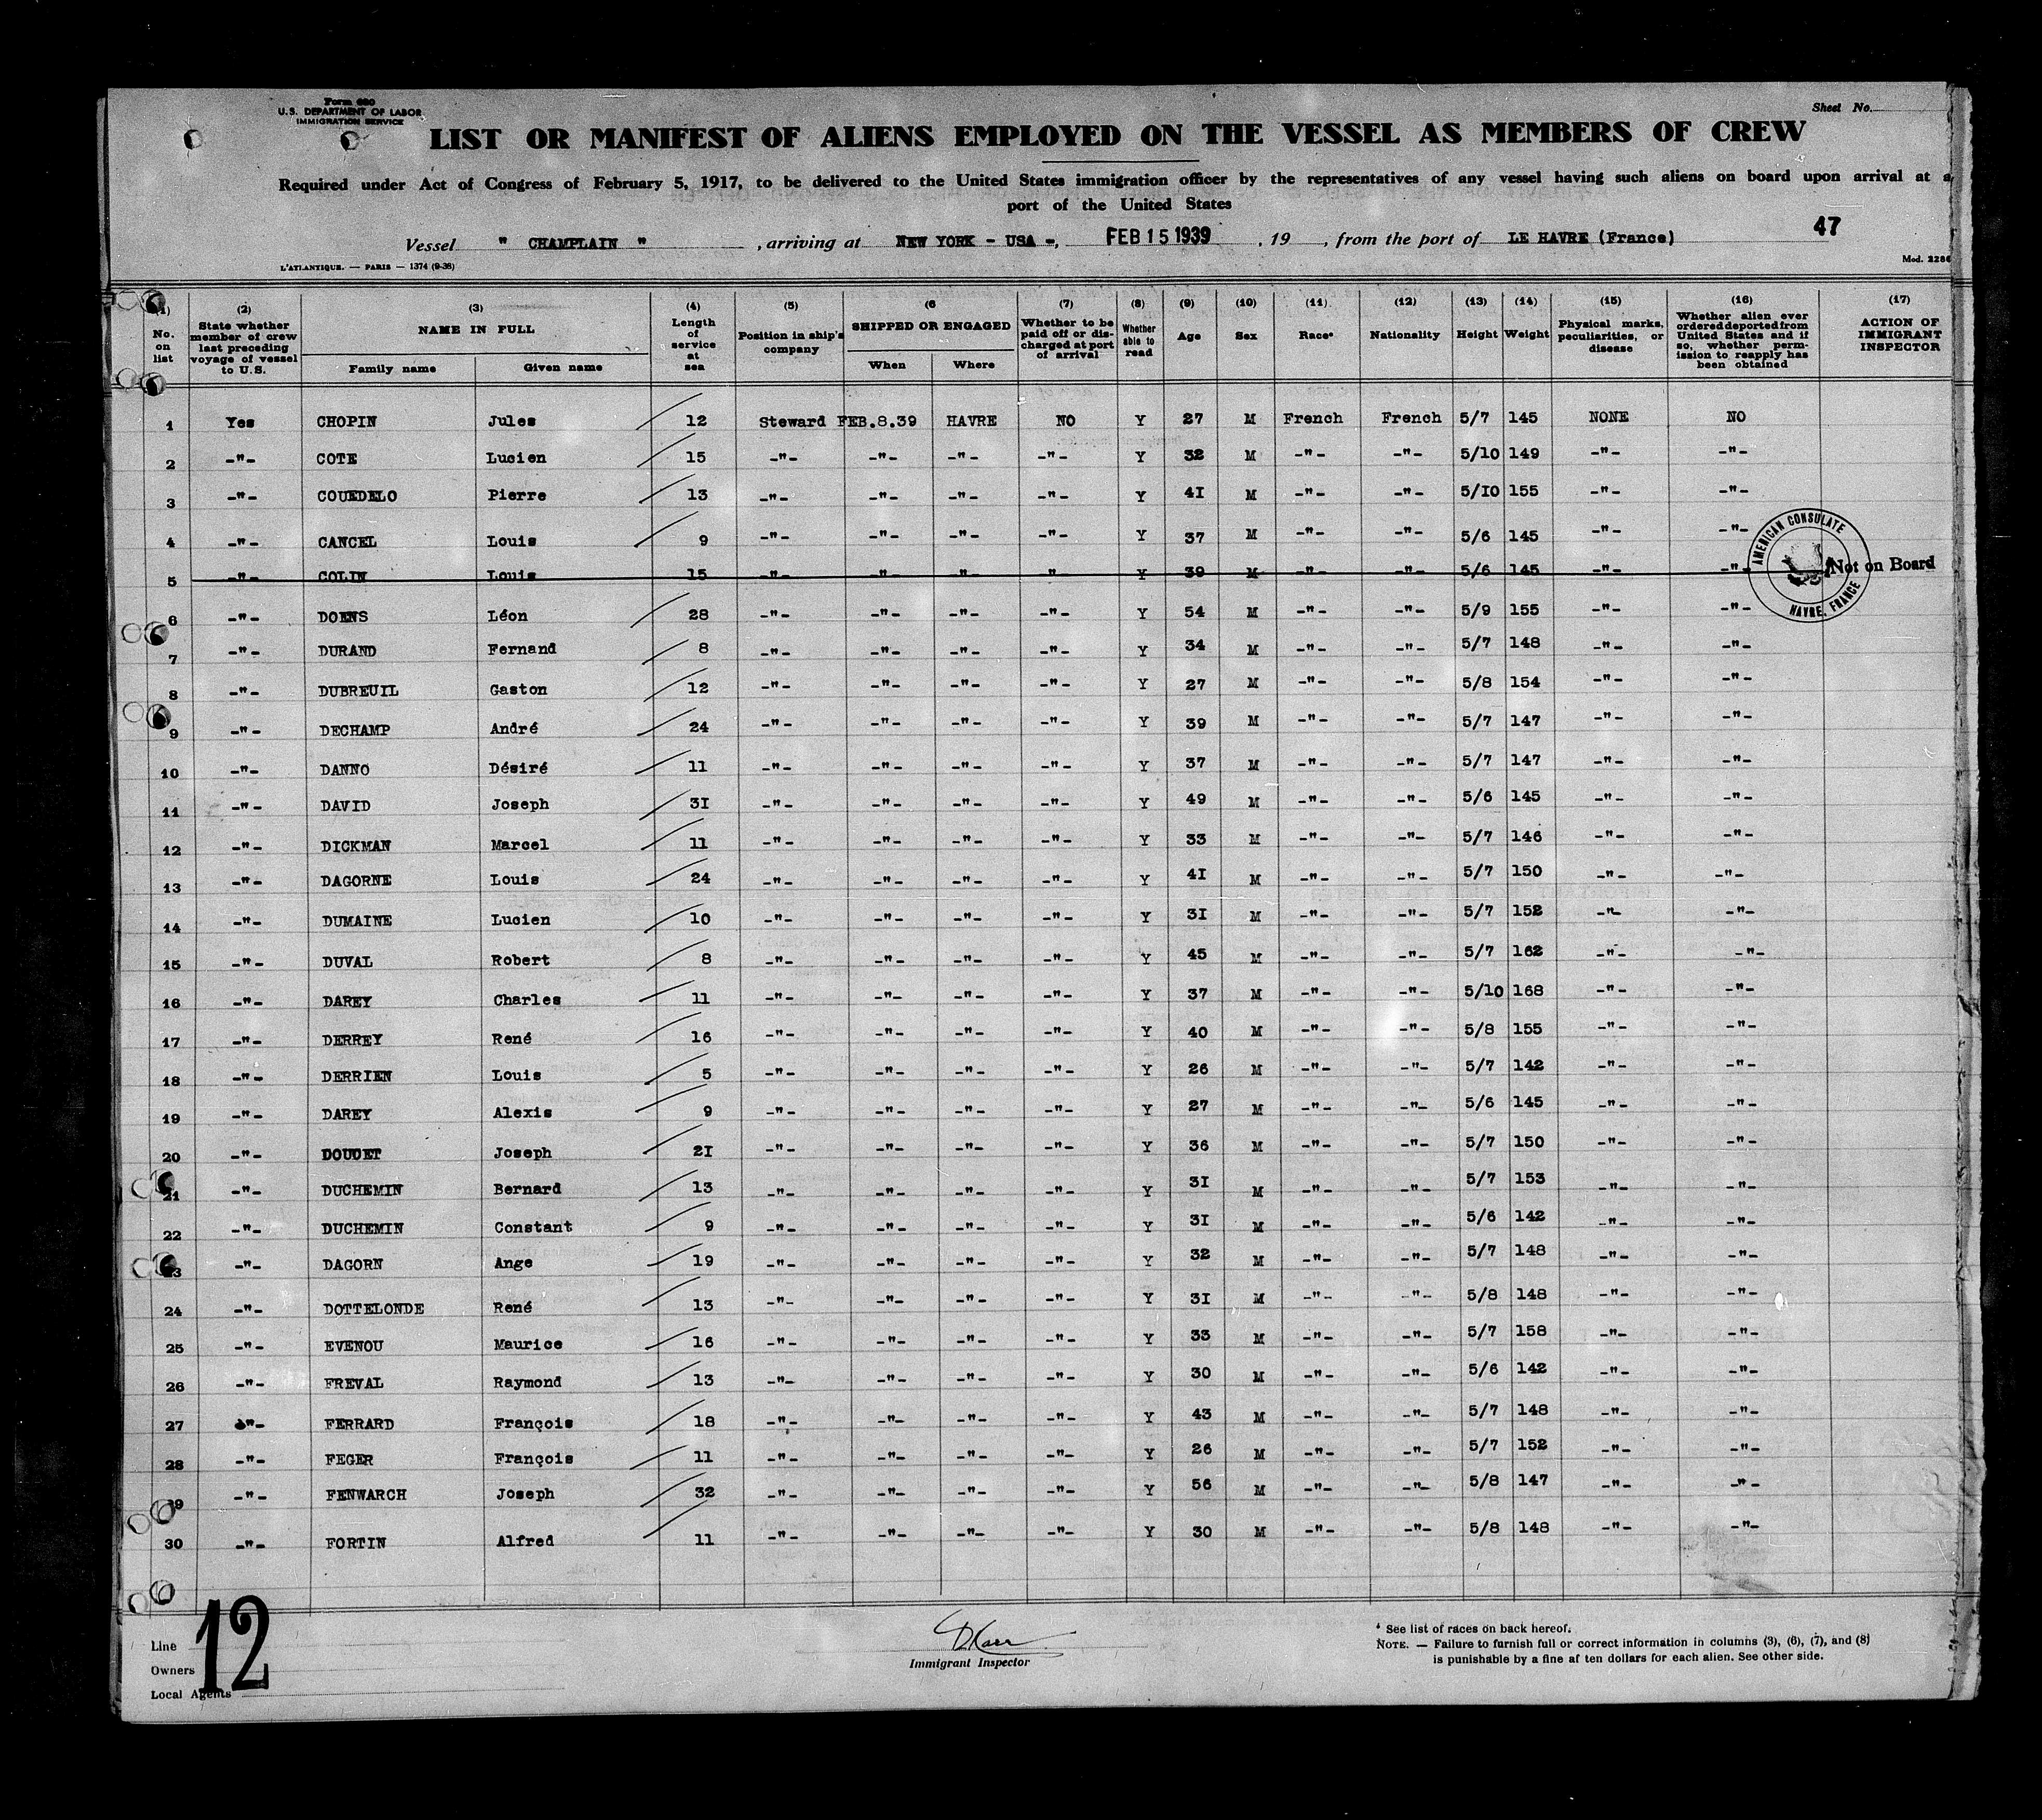 Form 680
U.S. DEPARTMENT OF LABOR
IMMIGRATION SERVICE
Sheet No.
LIST OR MANIFEST OF ALIENS EMPLOYED ON THE VESSEL AS MEMBERS OF CREW
Required under Act of Congress of February 5, 1917, to be delivered to the United States immigration officer by the representatives of any vessel having such aliens on board upon arrival at a
port of the United States
47
Vessel " CHAMPLAIN " , arriving at NEW YORK - USA -, FEB 15 1939 , 19 , from the port of LE HAVRE (France)
L'ATLANTIQUE. — PARIS — 1374 (9-38)
Mod. 2286
(1) No. on list (2) State whether member of crew last preceding voyage of vessel to U.S. (3) NAME IN FULL Family name Given name (4) Length of service at sea (5) Position in ship's company (6 SHIPPED OR ENGAGED When Where (7) Whether to be paid off or discharged at port of arrival (8) Whether able to read (9) Age (10) Sex (11) Race* (12) Nationality (13) Height (14) Weight (15) Physical marks, peculiarities, or disease (16) Whether alien ever ordered deported from United States and if so, whether permission to reapply has been obtained (17) ACTION OF IMMIGRANT INSPECTOR
1 Yes CHOPIN Jules 12 Steward FEB.8.39 HAVRE NO Y 27 M French French 5/7 145 NONE NO
2 -"- COTE Lucien 15 -"- -"- -"- -"- Y 32 M -"- -"- 5/10 149 -"- -"-
3 -"- COUEDELO Pierre 13 -"- -"- -"- -"- Y 41 M -"- -"- 5/10 155 -"- -"-
4 -"- CANCEL Louis 9 -"- -"- -"- -"- Y 37 M -"- -"- 5/6 145 -"- -"-
5 -"- COLIN Louis 15 -"- -"- -"- -"- Y 39 M -"- -"- 5/6 145 -"- -"- Not on Board
AMERICAN CONSULATE
HAVRE, FRANCE
6 -"- DOENS Léon 28 -"- -"- -"- -"- Y 54 M -"- -"- 5/9 155 -"- -"-
7 -"- DURAND Fernand 8 -"- -"- -"- -"- Y 34 M -"- -"- 5/7 148 -"- -"-
8 -"- DUBREUIL Gaston 12 -"- -"- -"- -"- Y 27 M -"- -"- 5/8 154 -"- -"-
9 -"- DECHAMP André 24 -"- -"- -"- -"- Y 39 M -"- -"- 5/7 147 -"- -"-
10 -"- DANNO Désiré 11 -"- -"- -"- -"- Y 37 M -"- -"- 5/7 147 -"- -"-
11 -"- DAVID Joseph 31 -"- -"- -"- -"- Y 49 M -"- -"- 5/6 145 -"- -"-
12 -"- DICKMAN Marcel 11 -"- -"- -"- -"- Y 33 M -"- -"- 5/7 146 -"- -"-
13 -"- DAGORNE Louis 24 -"- -"- -"- -"- Y 41 M -"- -"- 5/7 150 -"- -"-
14 -"- DUMAINE Lucien 10 -"- -"- -"- -"- Y 31 M -"- -"- 5/7 152 -"- -"-
15 -"- DUVAL Robert 8 -"- -"- -"- -"- Y 45 M -"- -"- 5/7 162 -"- -"-
16 -"- DAREY Charles 11 -"- -"- -"- -"- Y 37 M -"- -"- 5/10 168 -"- -"-
17 -"- DERREY René 16 -"- -"- -"- -"- Y 40 M -"- -"- 5/8 155 -"- -"-
18 -"- DERRIEN Louis 5 -"- -"- -"- -"- Y 26 M -"- -"- 5/7 142 -"- -"-
19 -"- DAREY Alexis 9 -"- -"- -"- -"- Y 27 M -"- -"- 5/6 145 -"- -"-
20 -"- DOUCET Joseph 21 -"- -"- -"- -"- Y 36 M -"- -"- 5/7 150 -"- -"-
21 -"- DUCHEMIN Bernard 13 -"- -"- -"- -"- Y 31 M -"- -"- 5/7 153 -"- -"-
22 -"- DUCHEMIN Constant 9 -"- -"- -"- -"- Y 31 M -"- -"- 5/6 142 -"- -"-
23 -"- DAGORN Ange 19 -"- -"- -"- -"- Y 32 M -"- -"- 5/7 148 -"- -"-
24 -"- DOTTELONDE René 13 -"- -"- -"- -"- Y 31 M -"- -"- 5/8 148 -"- -"-
25 -"- EVENOU Maurice 16 -"- -"- -"- -"- Y 33 M -"- -"- 5/7 158 -"- -"-
26 -"- FREVAL Raymond 13 -"- -"- -"- -"- Y 30 M -"- -"- 5/6 142 -"- -"-
27 -"- FERRARD François 18 -"- -"- -"- -"- Y 43 M -"- -"- 5/7 148 -"- -"-
28 -"- FEGER François 11 -"- -"- -"- -"- Y 26 M -"- -"- 5/7 152 -"- -"-
29 -"- FENWARCH Joseph 32 -"- -"- -"- -"- Y 56 M -"- -"- 5/8 147 -"- -"-
30 -"- FORTIN Alfred 11 -"- -"- -"- -"- Y 30 M -"- -"- 5/8 148 -"- -"-
12
Line
Owners
Local Agents
Immigrant Inspector
* See list of races on back hereof.
NOTE. — Failure to furnish full or correct information in columns (3), (6), (7), and (8)
is punishable by a fine af ten dollars for each alien. See other side.